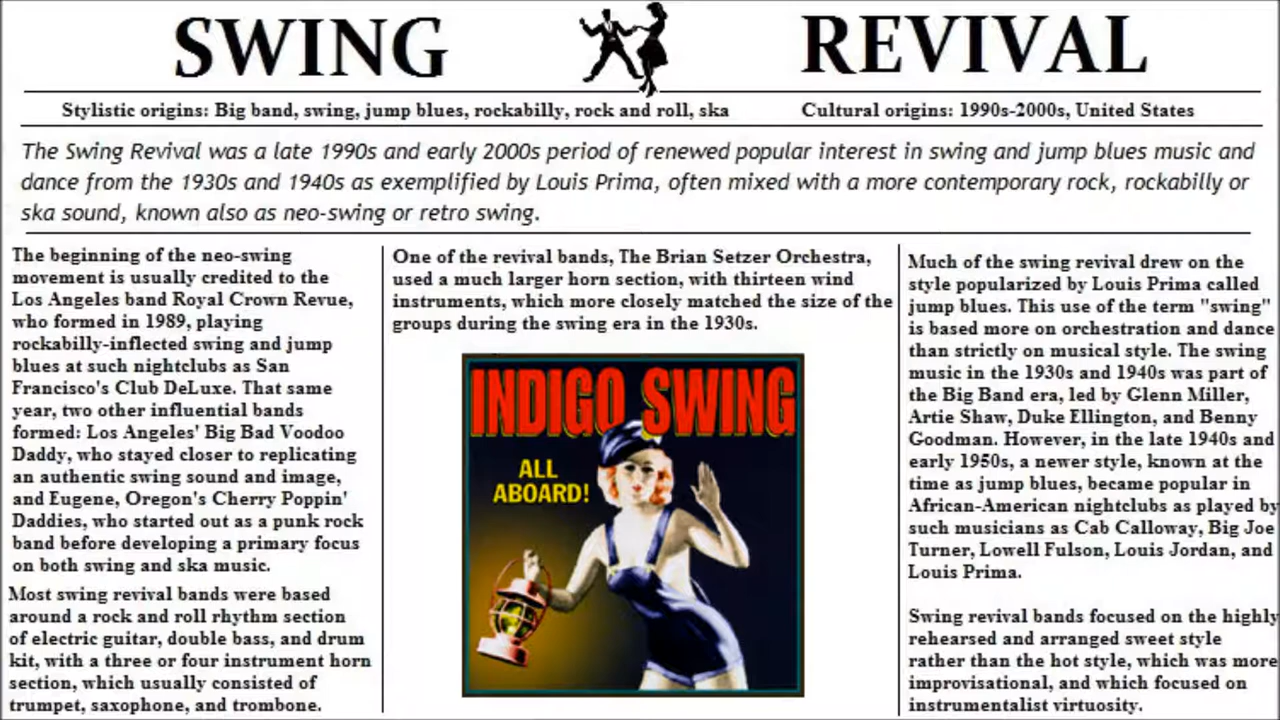 SWING REVIVAL
Stylistic origins: Big band, swing, jump blues, rockabilly, rock and roll, ska
Cultural origins: 1990s-2000s, United States
The Swing Revival was a late 1990s and early 2000s period of renewed popular interest in swing and jump blues music and
dance from the 1930s and 1940s as exemplified by Louis Prima, often mixed with a more contemporary rock, rockabilly or
ska sound, known also as neo-swing or retro swing.
The beginning of the neo-swing
movement is usually credited to the
Los Angeles band Royal Crown Revue,
who formed in 1989, playing
rockabilly-inflected swing and jump
blues at such nightclubs as San
Francisco's Club DeLuxe. That same
year, two other influential bands
formed: Los Angeles' Big Bad Voodoo
Daddy, who stayed closer to replicating
an authentic swing sound and image,
and Eugene, Oregon's Cherry Poppin'
Daddies, who started out as a punk rock
band before developing a primary focus
on both swing and ska music.
Most swing revival bands were based
around a rock and roll rhythm section
of electric guitar, double bass, and drum
kit, with a three or four instrument horn
section, which usually consisted of
trumpet, saxophone, and trombone.
One of the revival bands, The Brian Setzer Orchestra,
used a much larger horn section, with thirteen wind
instruments, which more closely matched the size of the
groups during the swing era in the 1930s.
INDIGO SWING
ALL
ABOARD!
Much of the swing revival drew on the
style popularized by Louis Prima called
jump blues. This use of the term "swing"
is based more on orchestration and dance
than strictly on musical style. The swing
music in the 1930s and 1940s was part of
the Big Band era, led by Glenn Miller,
Artie Shaw, Duke Ellington, and Benny
Goodman. However, in the late 1940s and
early 1950s, a newer style, known at the
time as jump blues, became popular in
African-American nightclubs as played by
such musicians as Cab Calloway, Big Joe
Turner, Lowell Fulson, Louis Jordan, and
Louis Prima.
Swing revival bands focused on the highly
rehearsed and arranged sweet style
rather than the hot style, which was more
improvisational, and which focused on
instrumentalist virtuosity.